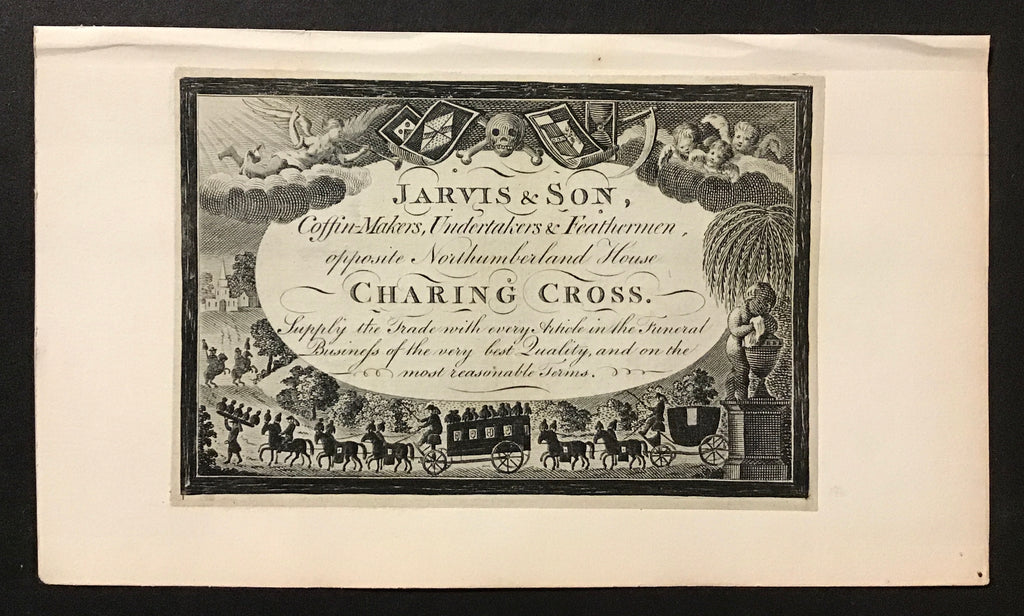 JARVIS & SON,
Coffin-Makers, Undertakers & Feathermen,
opposite Northumberland House
CHARING CROSS.
Supply the Trade with every Article in the Funeral
Busineſs of the very best Quality, and on the
most reasonable Terms.